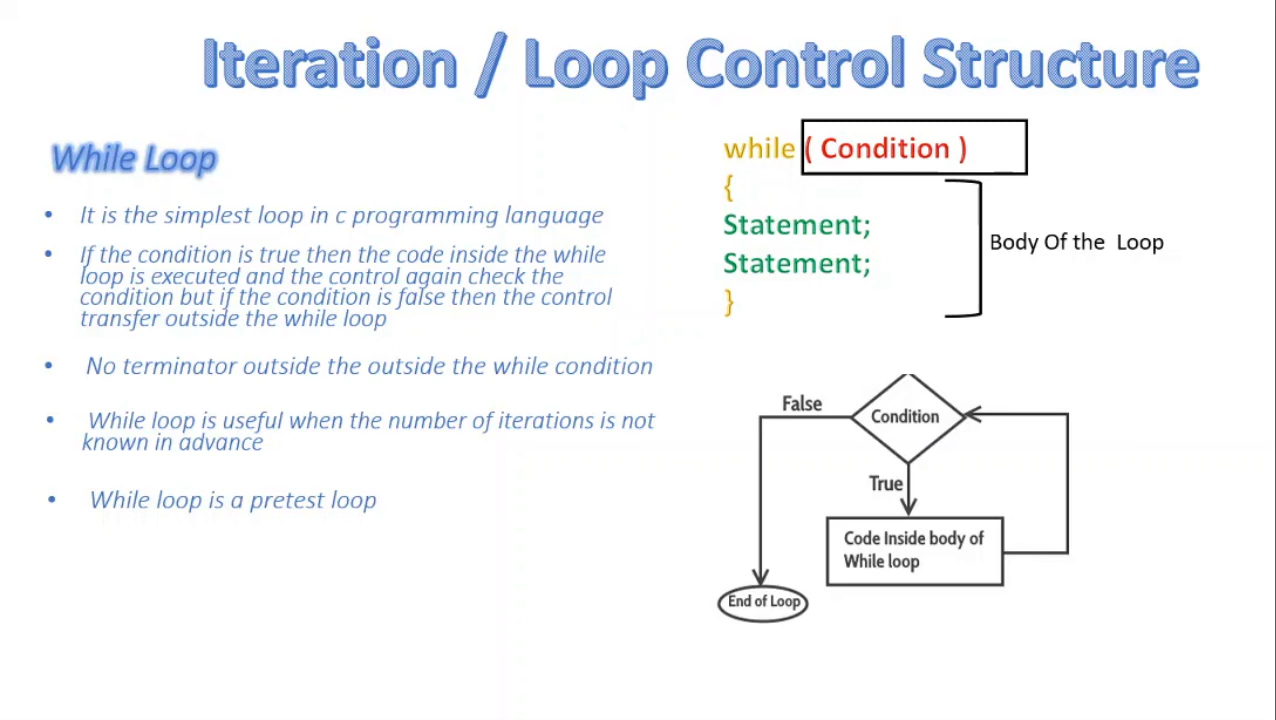 Iteration / Loop Control Structure
While Loop
• It is the simplest loop in c programming language
• If the condition is true then the code inside the while
loop is executed and the control again check the
condition but if the condition is false then the control
transfer outside the while loop
• No terminator outside the outside the while condition
• While loop is useful when the number of iterations is not
known in advance
• While loop is a pretest loop
while ( Condition )
{
Statement;
Statement;
}
Body Of the Loop
False
Condition
True
Code Inside body of
While loop
End of Loop